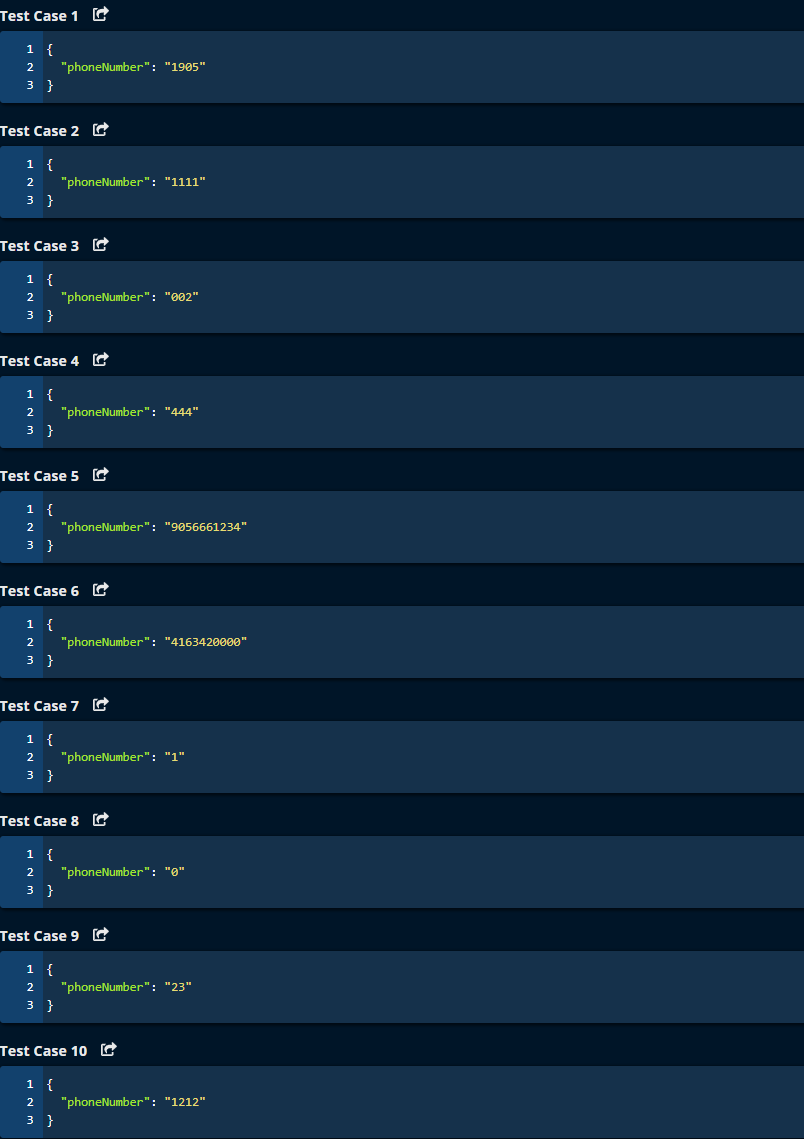 Test Case 1
1 {
2 "phoneNumber": "1905"
3 }
Test Case 2
1 {
2 "phoneNumber": "1111"
3 }
Test Case 3
1 {
2 "phoneNumber": "002"
3 }
Test Case 4
1 {
2 "phoneNumber": "444"
3 }
Test Case 5
1 {
2 "phoneNumber": "9056661234"
3 }
Test Case 6
1 {
2 "phoneNumber": "4163420000"
3 }
Test Case 7
1 {
2 "phoneNumber": "1"
3 }
Test Case 8
1 {
2 "phoneNumber": "0"
3 }
Test Case 9
1 {
2 "phoneNumber": "23"
3 }
Test Case 10
1 {
2 "phoneNumber": "1212"
3 }